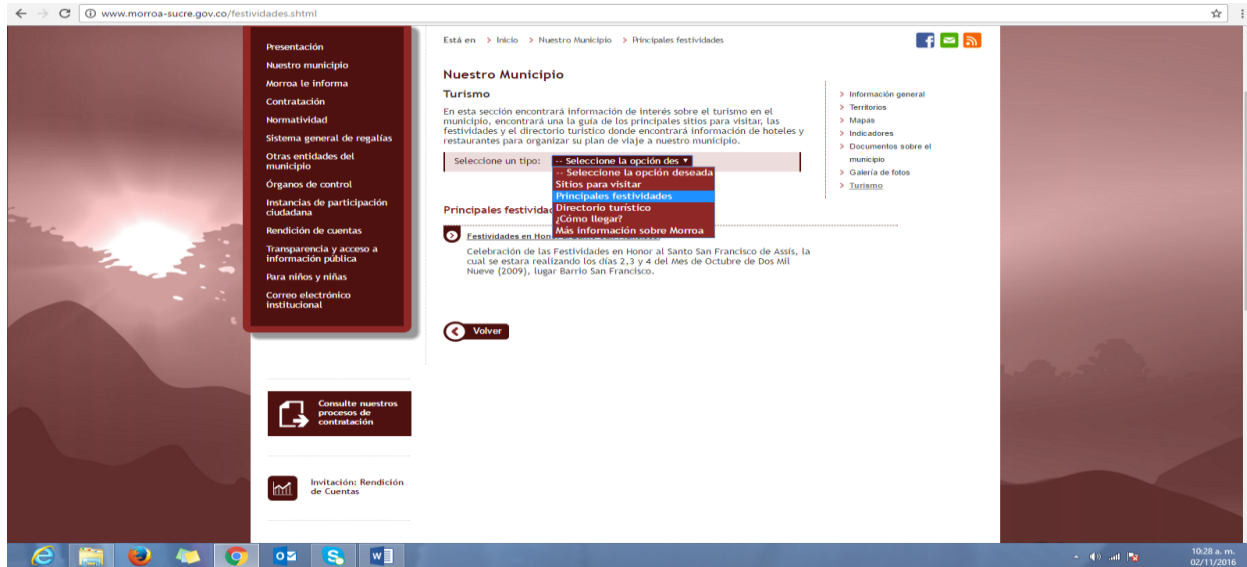 www.morroa-sucre.gov.co/festividades.shtml
Presentación
Nuestro municipio
Morroa le informa
Contratación
Normatividad
Sistema general de regalías
Otras entidades del
municipio
Órganos de control
Instancias de participación
ciudadana
Rendición de cuentas
Transparencia y acceso a
información pública
Para niños y niñas
Correo electrónico
institucional
Consulte nuestros
procesos de
contratación
Invitación: Rendición
de Cuentas
Está en > Inicio > Nuestro Municipio > Principales festividades
Nuestro Municipio
Turismo
En esta sección encontrará información de interés sobre el turismo en el
municipio, encontrará una la guía de los principales sitios para visitar, las
festividades y el directorio turístico donde encontrará información de hoteles y
restaurantes para organizar su plan de viaje a nuestro municipio.
Seleccione un tipo: -- Seleccione la opción des
-- Seleccione la opción deseada
Sitios para visitar
Principales festividades
Directorio turístico
¿Cómo llegar?
Más información sobre Morroa
Principales festividad
Festividades en Hon
Celebración de las Festividades en Honor al Santo San Francisco de Assís, la
cual se estara realizando los días 2,3 y 4 del Mes de Octubre de Dos Mil
Nueve (2009), lugar Barrio San Francisco.
Volver
> Información general
> Territorios
> Mapas
> Indicadores
> Documentos sobre el
municipio
> Galería de fotos
> Turismo
10:28 a. m.
02/11/2016